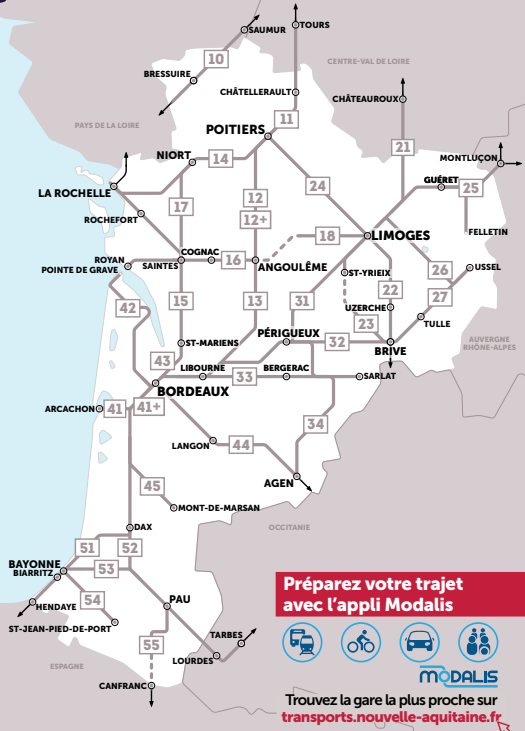 TOURS
SAUMUR
10
CENTRE-VAL DE LOIRE
BRESSUIRE
CHÂTELLERAULT
CHÂTEAUROUX
11
PAYS DE LA LOIRE
POITIERS
21
NIORT
14
MONTLUÇON
24
GUÉRET
25
LA ROCHELLE
12
17
12+
ROCHEFORT
18
LIMOGES
FELLETIN
COGNAC
ROYAN
16
POINTE DE GRAVE
SAINTES
ANGOULÊME
26
USSEL
ST-YRIEIX
22
27
15
13
31
42
UZERCHE
23
TULLE
PÉRIGUEUX
ST-MARIENS
32
AUVERGNE
RHÔNE-ALPES
BRIVE
43
LIBOURNE
33
BERGERAC
SARLAT
BORDEAUX
ARCACHON
41
41+
34
LANGON
44
AGEN
45
MONT-DE-MARSAN
DAX
OCCITANIE
51
52
BAYONNE
BIARRITZ
53
54
HENDAYE
PAU
ST-JEAN-PIED-DE-PORT
TARBES
55
LOURDES
ESPAGNE
CANFRANC
Préparez votre trajet
avec l'appli Modalis
MODALIS
Trouvez la gare la plus proche sur
transports.nouvelle-aquitaine.fr